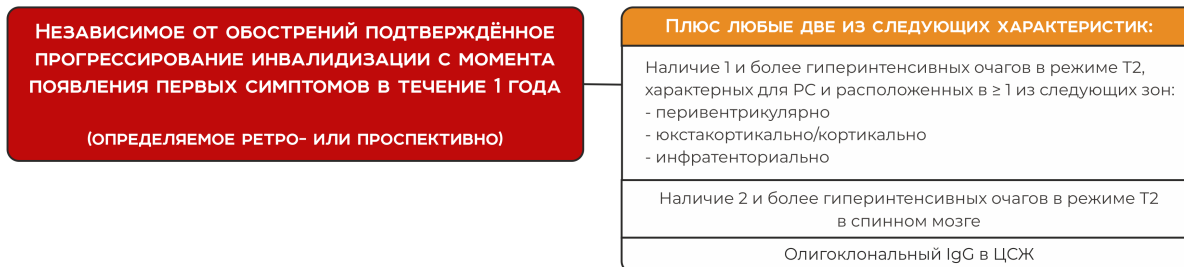 Независимое от обострений подтверждённое
прогрессирование инвалидизации с момента
появления первых симптомов в течение 1 года
(определяемое ретро- или проспективно)
Плюс любые две из следующих характеристик:
Наличие 1 и более гиперинтенсивных очагов в режиме Т2,
характерных для РС и расположенных в ≥ 1 из следующих зон:
- перивентрикулярно
- юкстакортикально/кортикально
- инфратенториально
Наличие 2 и более гиперинтенсивных очагов в режиме Т2
в спинном мозге
Олигоклональный IgG в ЦСЖ